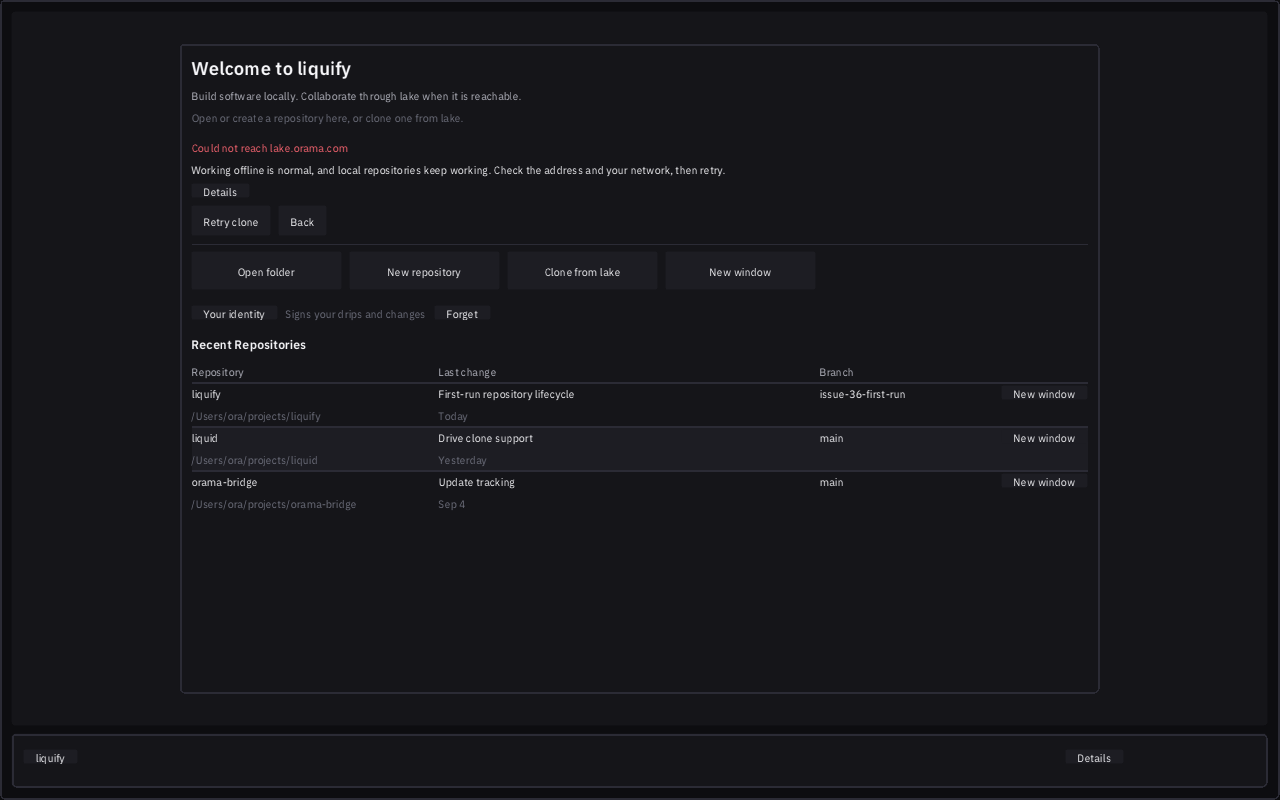 Welcome to liquify
Build software locally. Collaborate through lake when it is reachable.
Open or create a repository here, or clone one from lake.
Could not reach lake.orama.com
Working offline is normal, and local repositories keep working. Check the address and your network, then retry.
Details
Retry clone Back
Open folder New repository Clone from lake New window
Your identity Signs your drips and changes Forget
Recent Repositories
Repository Last change Branch
liquify First-run repository lifecycle issue-36-first-run New window
/Users/ora/projects/liquify Today
liquid Drive clone support main New window
/Users/ora/projects/liquid Yesterday
orama-bridge Update tracking main New window
/Users/ora/projects/orama-bridge Sep 4
liquify Details